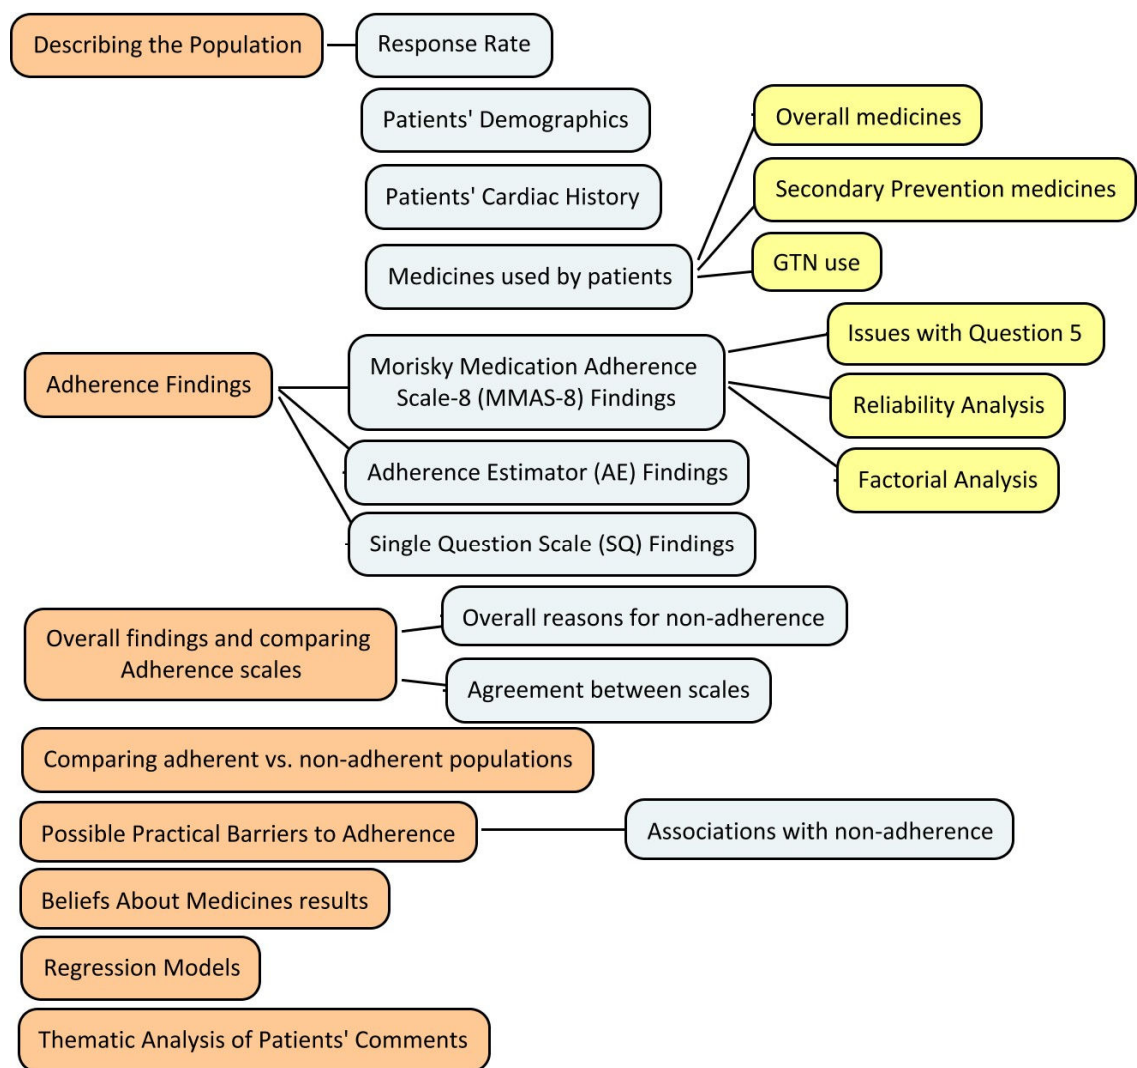 Describing the Population
Response Rate
Patients' Demographics
Overall medicines
Patients' Cardiac History
Secondary Prevention medicines
Medicines used by patients
GTN use
Adherence Findings
Morisky Medication Adherence
Scale-8 (MMAS-8) Findings
Issues with Question 5
Reliability Analysis
Factorial Analysis
Adherence Estimator (AE) Findings
Single Question Scale (SQ) Findings
Overall findings and comparing
Adherence scales
Overall reasons for non-adherence
Agreement between scales
Comparing adherent vs. non-adherent populations
Possible Practical Barriers to Adherence
Associations with non-adherence
Beliefs About Medicines results
Regression Models
Thematic Analysis of Patients' Comments